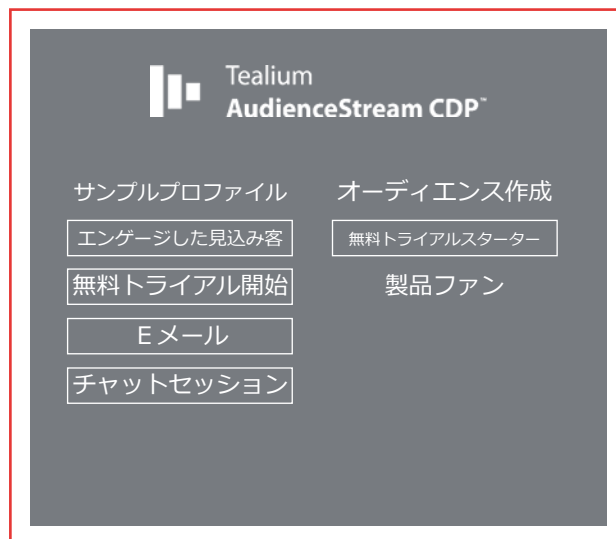 Tealium
AudienceStream CDP™
サンプルプロファイル
エンゲージした見込み客
無料トライアル開始
Eメール
チャットセッション
オーディエンス作成
無料トライアルスターター
製品ファン